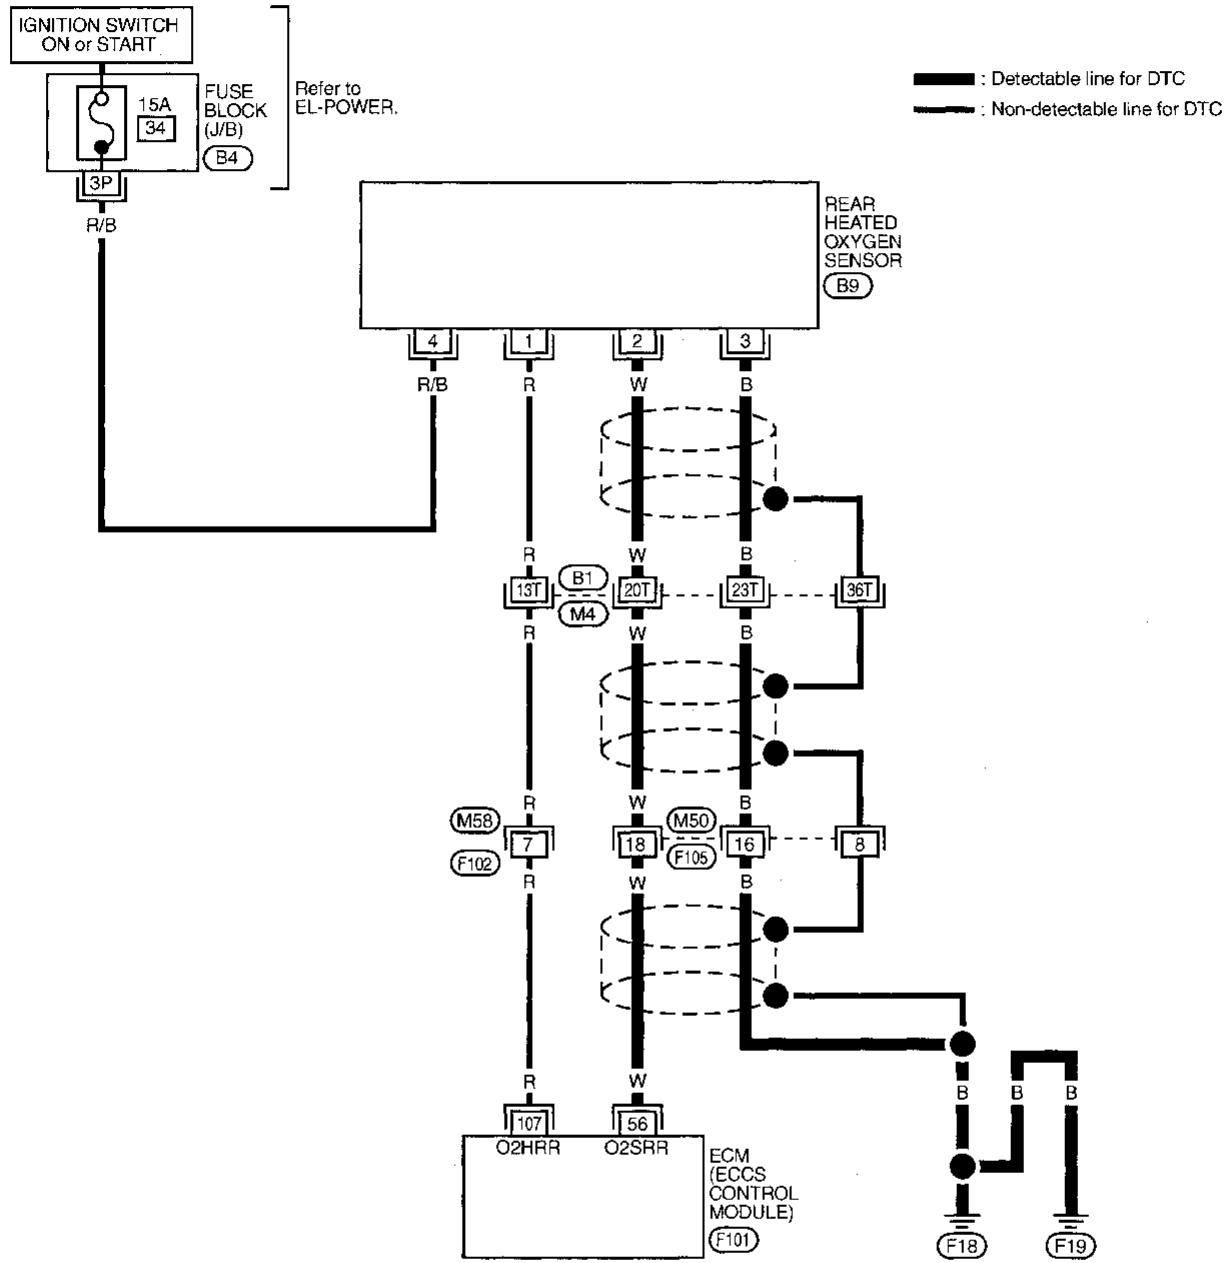 IGNITION SWITCH
ON or START
15A
34
FUSE
BLOCK
(J/B)
B4
Refer to
EL-POWER.
: Detectable line for DTC
: Non-detectable line for DTC
3P
R/B
REAR
HEATED
OXYGEN
SENSOR
B9
4 1 2 3
R/B R W B
R W B
13T B1 20T 23T 36T
M4
R W B
R W B
M58 M50
7 18 16 8
F102 F105
R W B
R W
B B B
107 56
O2HRR O2SRR
ECM
(ECCS
CONTROL
MODULE)
F101
F18 F19